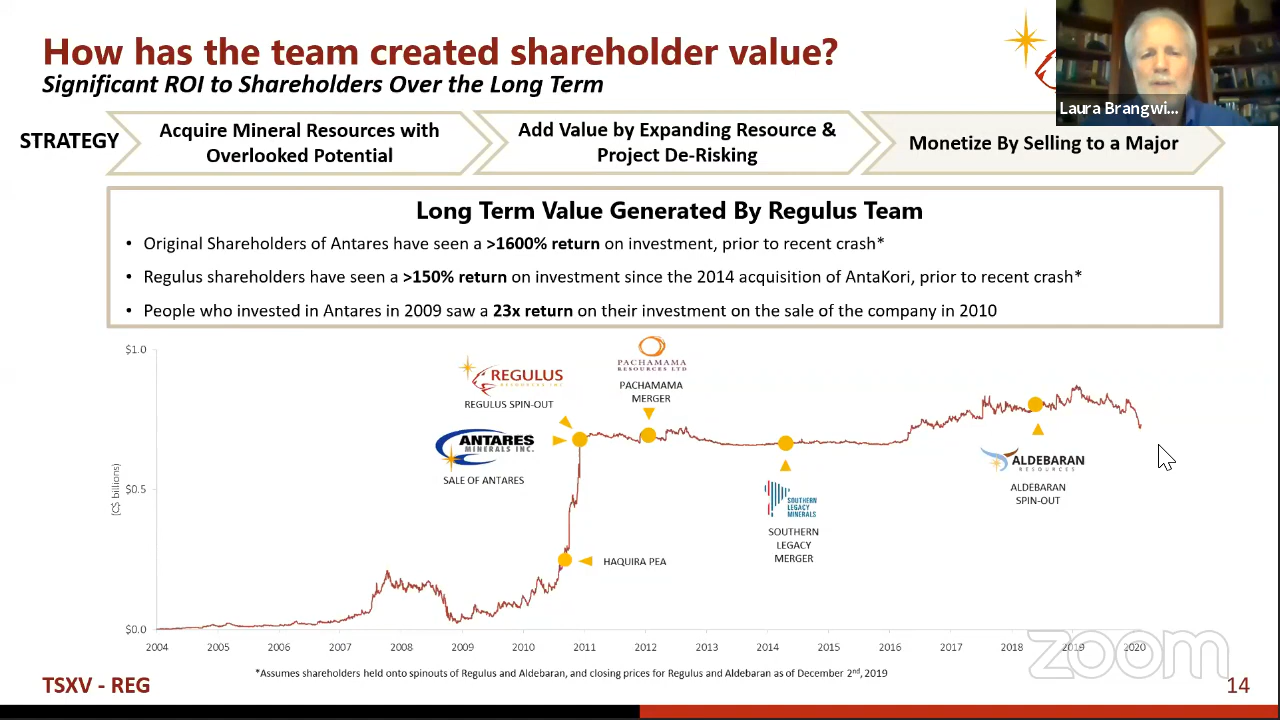 How has the team created shareholder value?
Significant ROI to Shareholders Over the Long Term
Laura Brangwi...
STRATEGY
Acquire Mineral Resources with
Overlooked Potential
Add Value by Expanding Resource &
Project De-Risking
Monetize By Selling to a Major
Long Term Value Generated By Regulus Team
• Original Shareholders of Antares have seen a >1600% return on investment, prior to recent crash*
• Regulus shareholders have seen a >150% return on investment since the 2014 acquisition of AntaKori, prior to recent crash*
• People who invested in Antares in 2009 saw a 23x return on their investment on the sale of the company in 2010
$1.0
$0.5
$0.0
(C$ billions)
REGULUS
RESOURCES INC
REGULUS SPIN-OUT
PACHAMAMA
RESOURCES LTD
PACHAMAMA
MERGER
ANTARES
MINERALS INC.
SALE OF ANTARES
HAQUIRA PEA
SOUTHERN
LEGACY
MINERALS
SOUTHERN
LEGACY
MERGER
ALDEBARAN
RESOURCES
ALDEBARAN
SPIN-OUT
2004 2005 2006 2007 2008 2009 2010 2011 2012 2013 2014 2015 2016 2017 2018 2019 2020
zoom
*Assumes shareholders held onto spinouts of Regulus and Aldebaran, and closing prices for Regulus and Aldebaran as of December 2nd, 2019
TSXV - REG
14